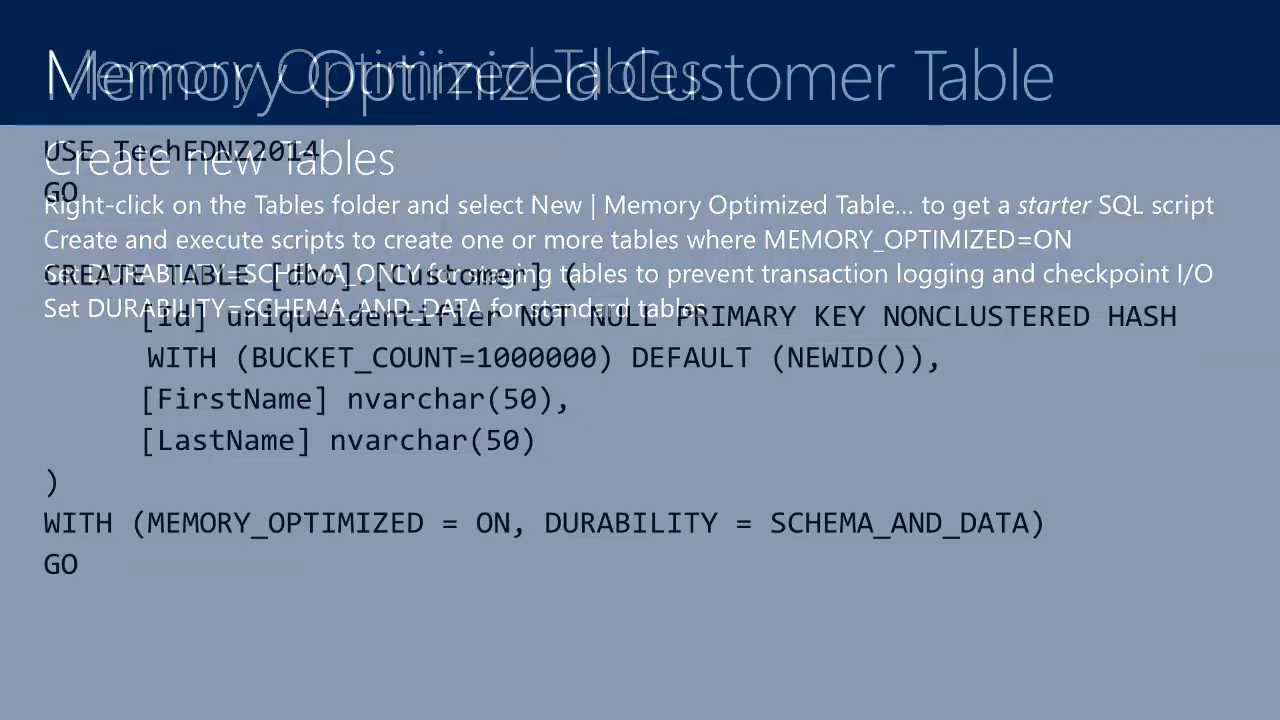 Memory Optimized Tables
Memory Optimized Customer Table
Create new Tables
Right-click on the Tables folder and select New | Memory Optimized Table... to get a starter SQL script
Create and execute scripts to create one or more tables where MEMORY_OPTIMIZED=ON
Set DURABILITY=SCHEMA_ONLY for staging tables to prevent transaction logging and checkpoint I/O
Set DURABILITY=SCHEMA_AND_DATA for standard tables
USE TechEDNZ2014
GO
CREATE TABLE [dbo].[Customer] (
[Id] uniqueidentifier NOT NULL PRIMARY KEY NONCLUSTERED HASH
WITH (BUCKET_COUNT=1000000) DEFAULT (NEWID()),
[FirstName] nvarchar(50),
[LastName] nvarchar(50)
)
WITH (MEMORY_OPTIMIZED = ON, DURABILITY = SCHEMA_AND_DATA)
GO